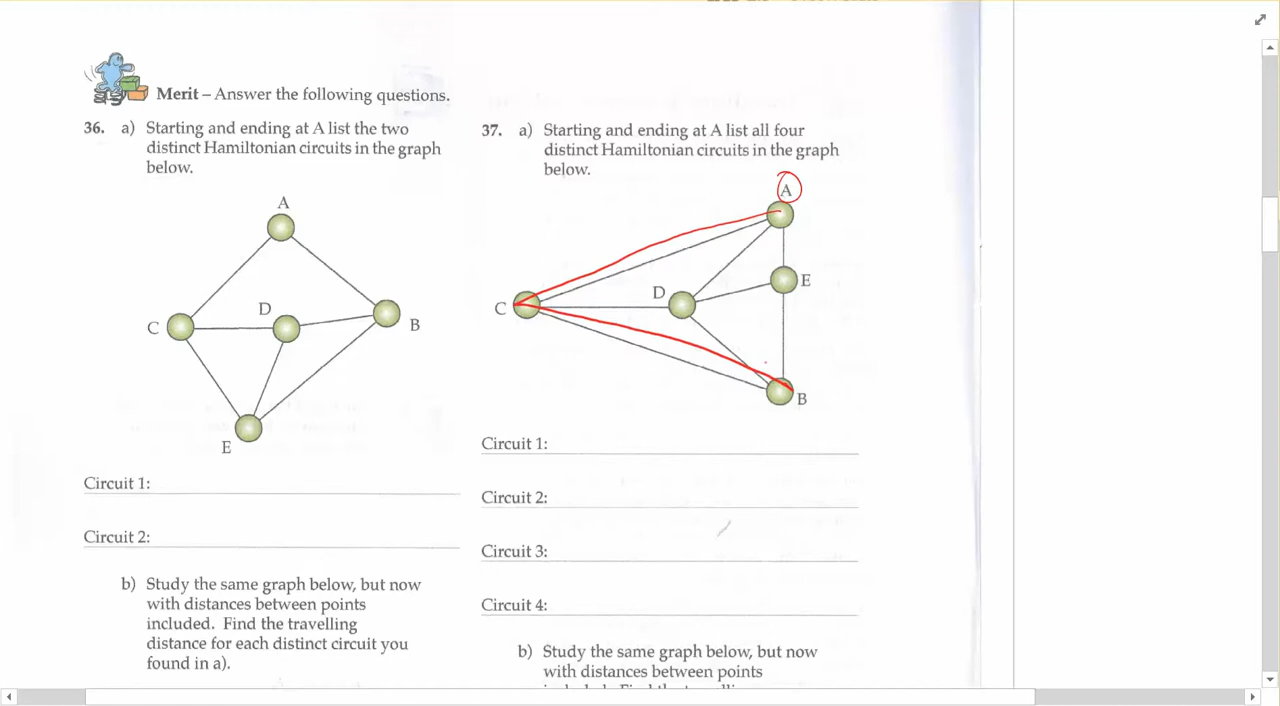 Merit – Answer the following questions.
36. a) Starting and ending at A list the two
distinct Hamiltonian circuits in the graph
below.
A
C
D
B
E
Circuit 1:
Circuit 2:
b) Study the same graph below, but now
with distances between points
included. Find the travelling
distance for each distinct circuit you
found in a).
37. a) Starting and ending at A list all four
distinct Hamiltonian circuits in the graph
below.
A
E
D
C
B
Circuit 1:
Circuit 2:
Circuit 3:
Circuit 4:
b) Study the same graph below, but now
with distances between points